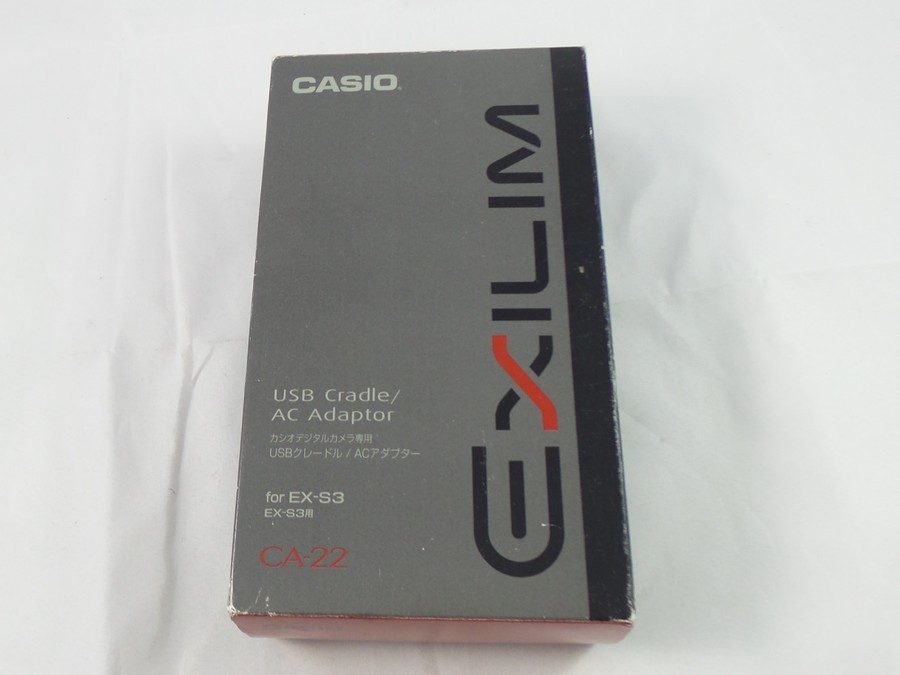 CASIO
EXILIM
USB Cradle/
AC Adaptor
カシオデジタルカメラ専用
USBクレードル / ACアダプター
for EX-S3
EX-S3用
CA-22